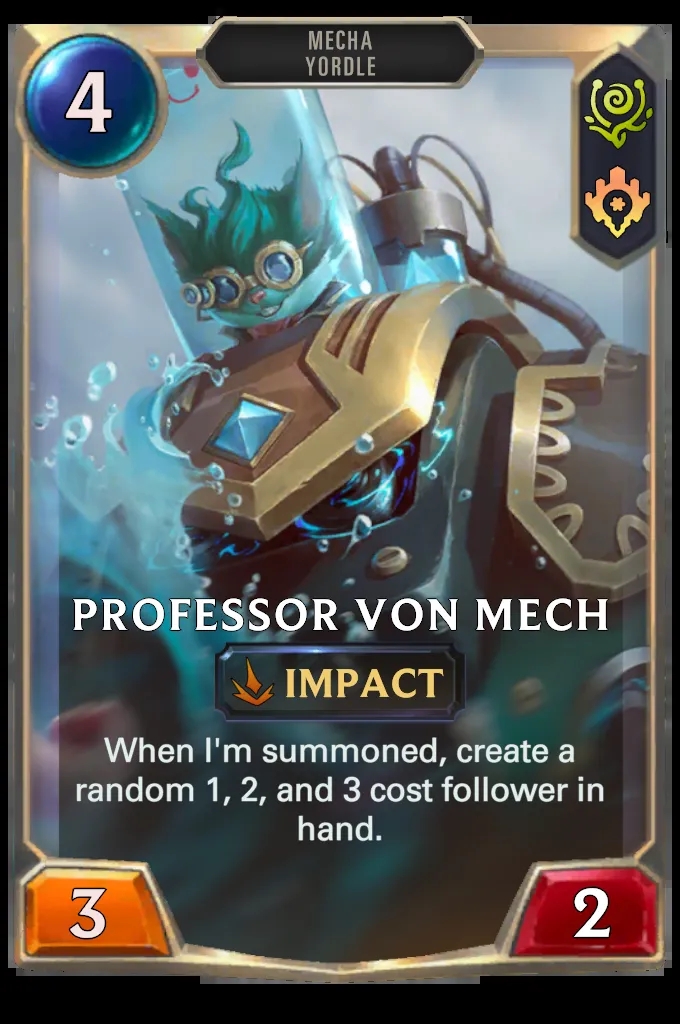 MECHA
YORDLE
4
PROFESSOR VON MECH
IMPACT
When I'm summoned, create a
random 1, 2, and 3 cost follower in
hand.
3
2